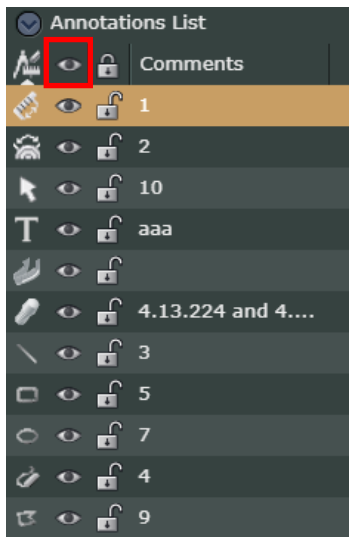 Annotations List
Comments
1
2
10
T aaa
4.13.224 and 4....
3
5
7
4
9